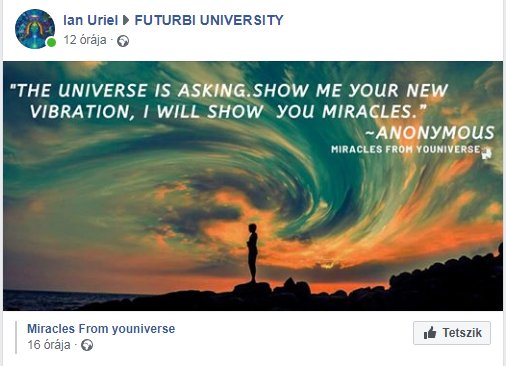 Ian Uriel FUTURBI UNIVERSITY
12 órája ·
"THE UNIVERSE IS ASKING.SHOW ME YOUR NEW
VIBRATION, I WILL SHOW YOU MIRACLES."
~ANONYMOUS
MIRACLES FROM YOUNIVERSE
Miracles From youniverse
16 órája ·
Tetszik